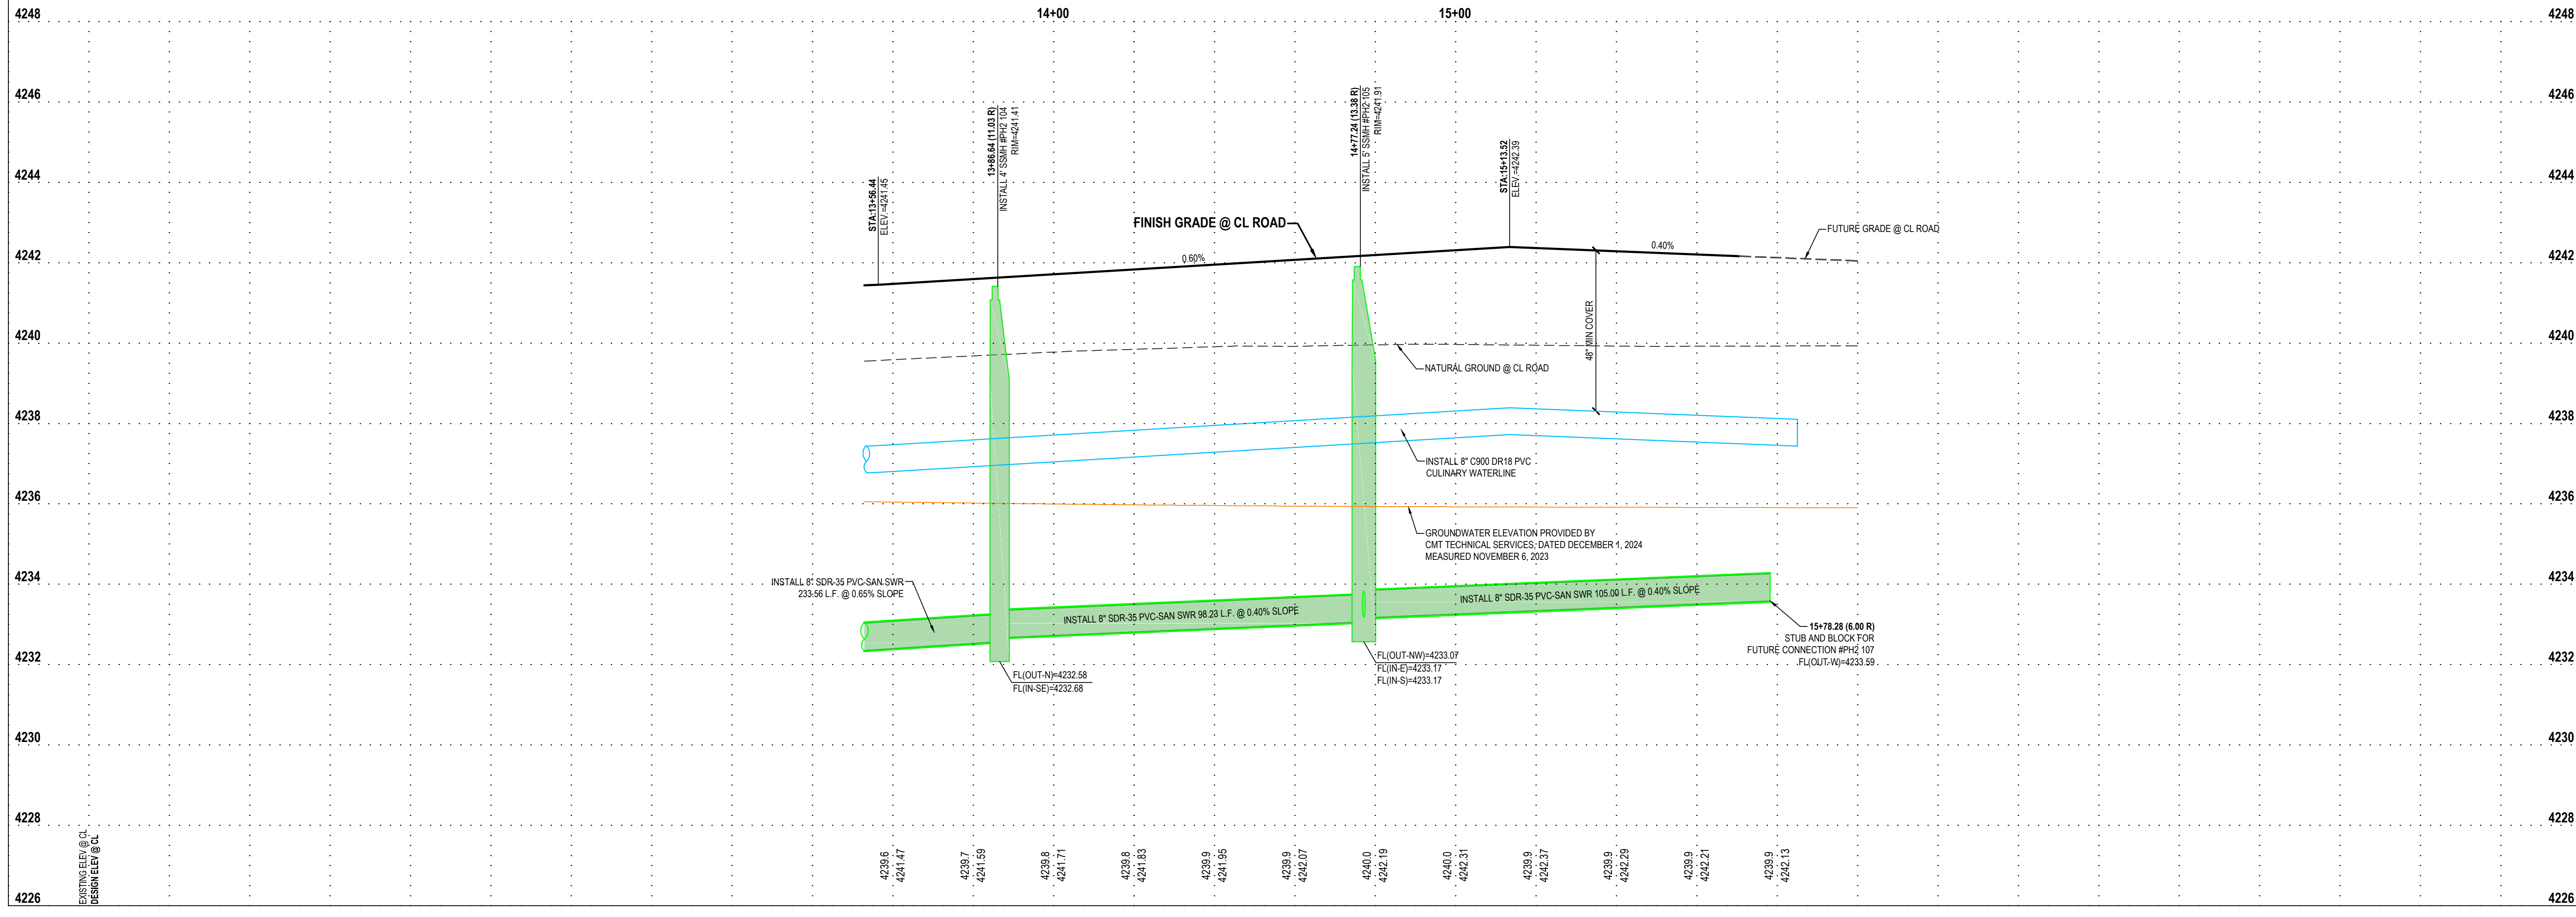 14+00
15+00
4248
4248
4246
4246
4244
4244
4242
4242
4240
4240
4238
4238
4236
4236
4234
4234
4232
4232
4230
4230
4228
4228
4226
4226
STA:13+56.44
ELEV.=4241.45
13+86.64 (11.03 R)
INSTALL 4' SSMH #PH2 104
RIM=4241.41
14+77.24 (13.38 R)
INSTALL 5' SSMH #PH2 105
RIM=4241.91
STA:15+13.52
ELEV.=4242.39
FINISH GRADE @ CL ROAD
FUTURE GRADE @ CL ROAD
0.60%
0.40%
48" MIN COVER
NATURAL GROUND @ CL ROAD
INSTALL 8" C900 DR18 PVC
CULINARY WATERLINE
GROUNDWATER ELEVATION PROVIDED BY
CMT TECHNICAL SERVICES, DATED DECEMBER 1, 2024
MEASURED NOVEMBER 6, 2023
INSTALL 8" SDR-35 PVC-SAN SWR
233.56 L.F. @ 0.65% SLOPE
INSTALL 8" SDR-35 PVC-SAN SWR 98.23 L.F. @ 0.40% SLOPE
INSTALL 8" SDR-35 PVC-SAN SWR 105.00 L.F. @ 0.40% SLOPE
15+78.28 (6.00 R)
STUB AND BLOCK FOR
FUTURE CONNECTION #PH2 107
FL(OUT-W)=4233.59
FL(OUT-NW)=4233.07
FL(IN-E)=4233.17
FL(IN-S)=4233.17
FL(OUT-N)=4232.58
FL(IN-SE)=4232.68
EXISTING ELEV @ CL
DESIGN ELEV @ CL
4239.6
4241.47
4239.7
4241.59
4239.8
4241.71
4239.8
4241.83
4239.9
4241.95
4239.9
4242.07
4240.0
4242.19
4240.0
4242.31
4239.9
4242.37
4239.9
4242.29
4239.9
4242.21
4239.9
4242.13